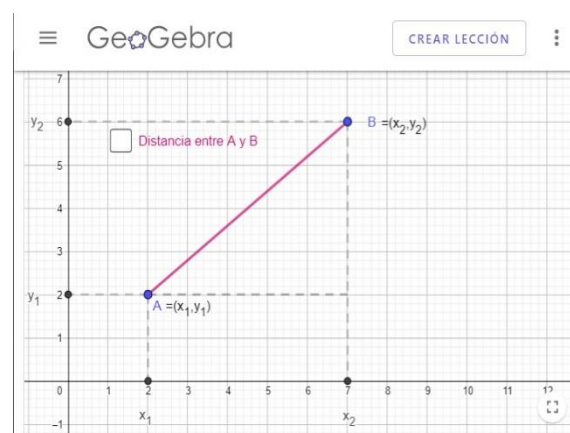 GeoGebra
CREAR LECCIÓN
7
y₂ 6
Distancia entre A y B
B =(x₂,y₂)
5
4
3
y₁ 2
A =(x₁,y₁)
1
0 1 2 3 4 5 6 7 8 9 10 11 12
x₁ x₂
–1